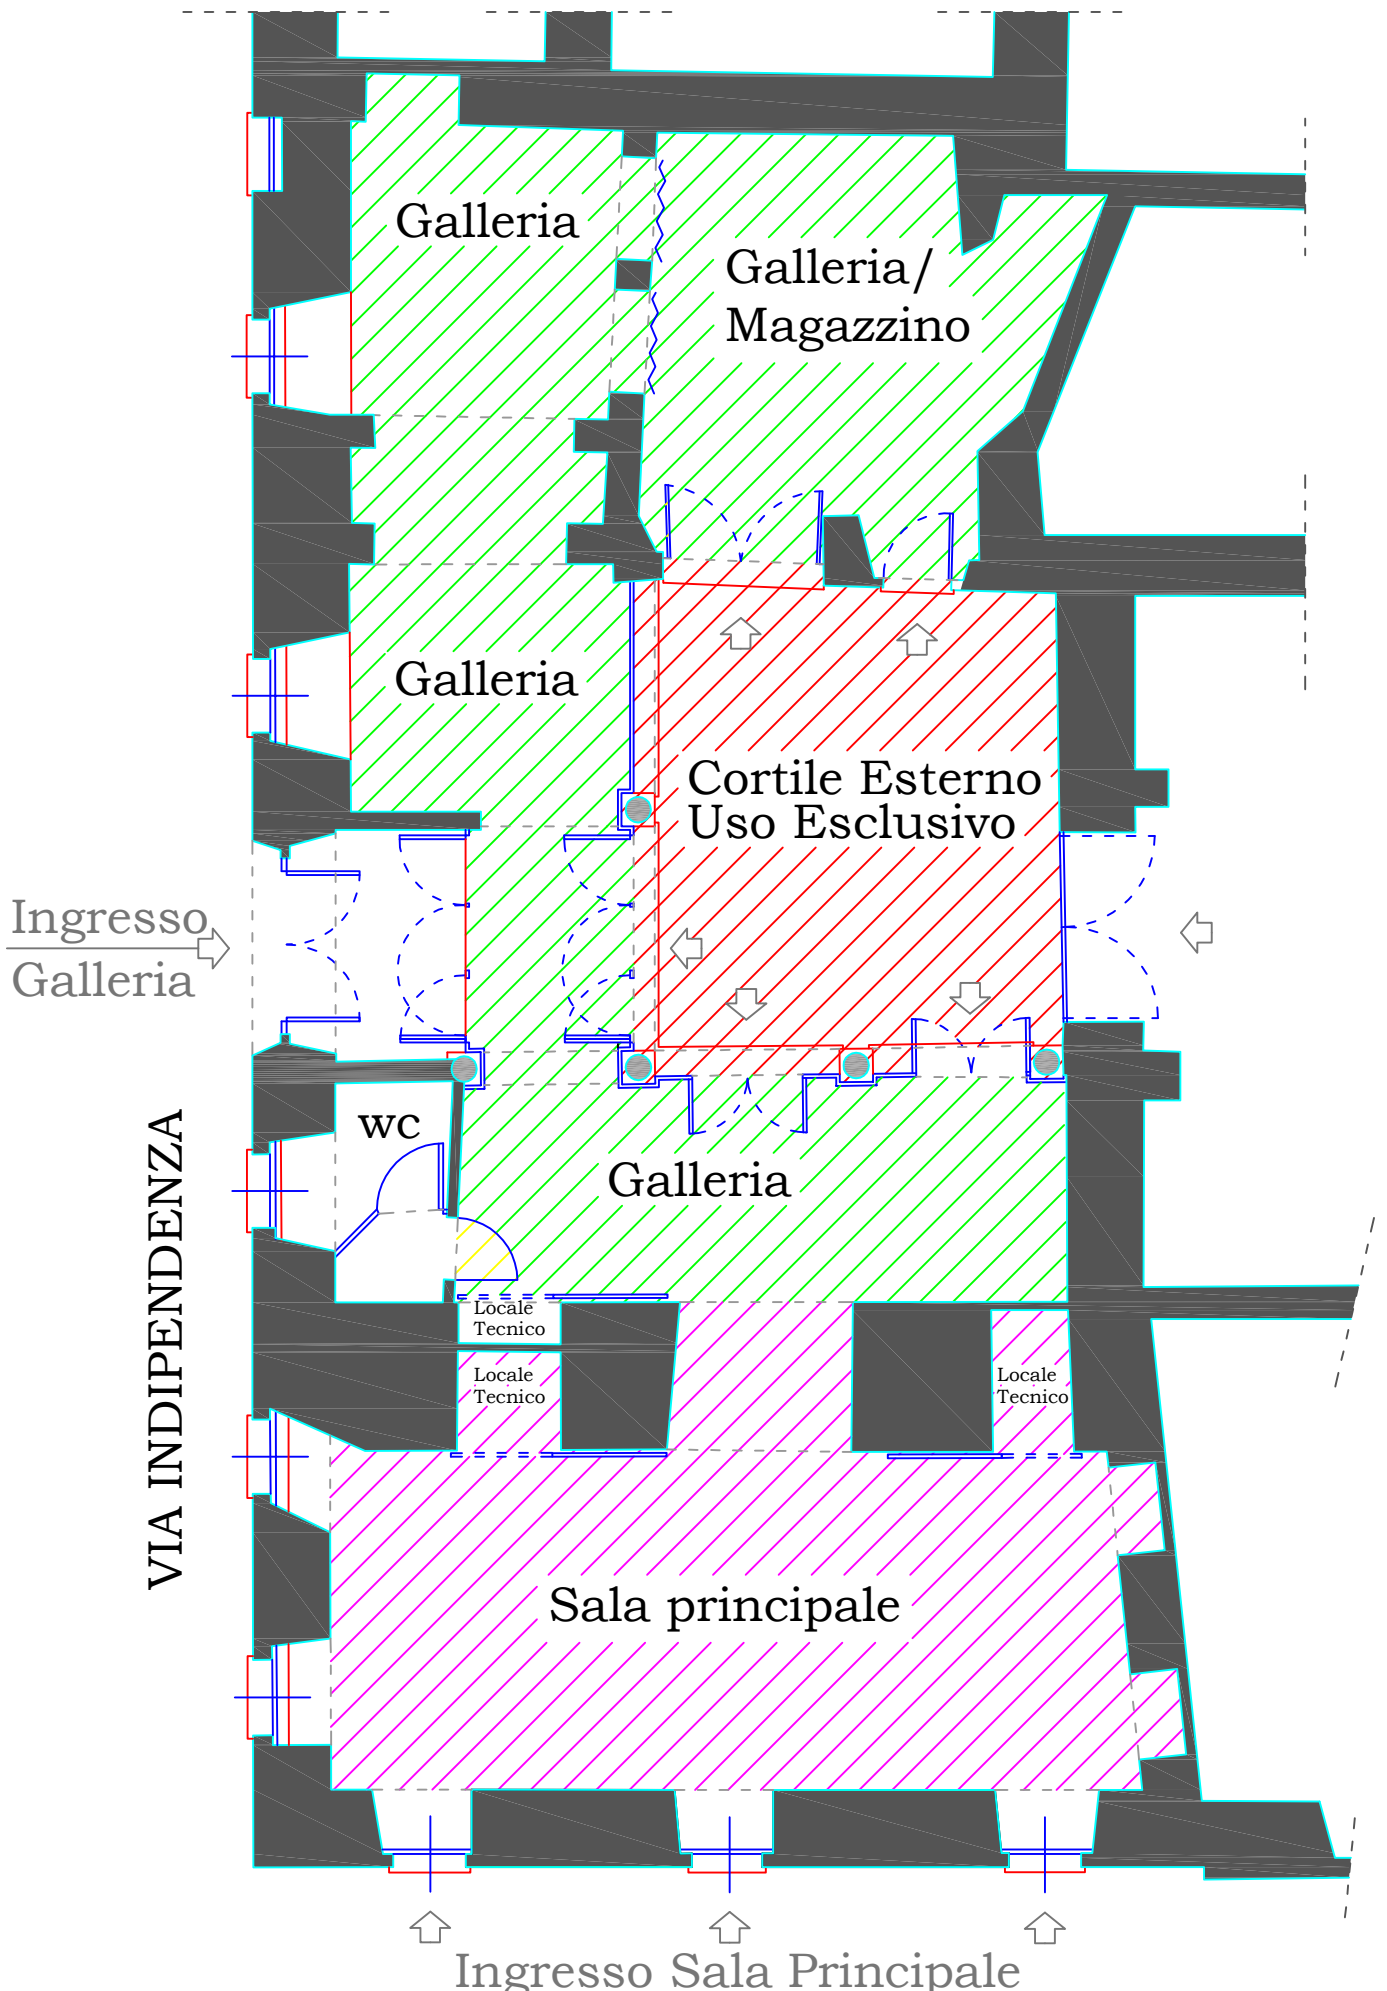 Galleria
Galleria/
Magazzino
Galleria
Cortile Esterno
Uso Esclusivo
Ingresso
Galleria
wc
VIA INDIPENDENZA
Galleria
Locale
Tecnico
Locale
Tecnico
Locale
Tecnico
Sala principale
Ingresso Sala Principale